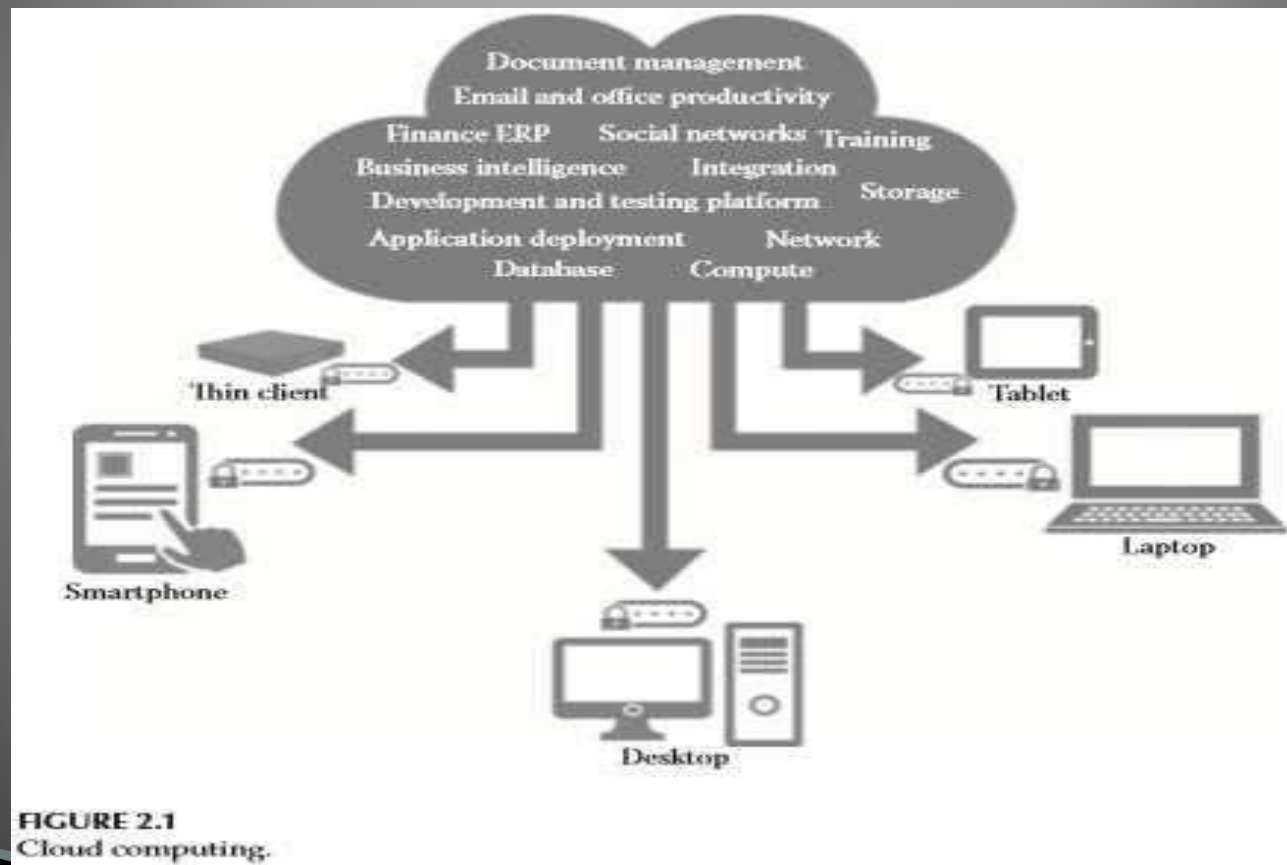 Document management
Email and office productivity
Finance ERP Social networks Training
Business intelligence Integration
Storage
Development and testing platform
Application deployment Network
Database Compute
Thin client
Tablet
Smartphone
Laptop
Desktop
FIGURE 2.1
Cloud computing.